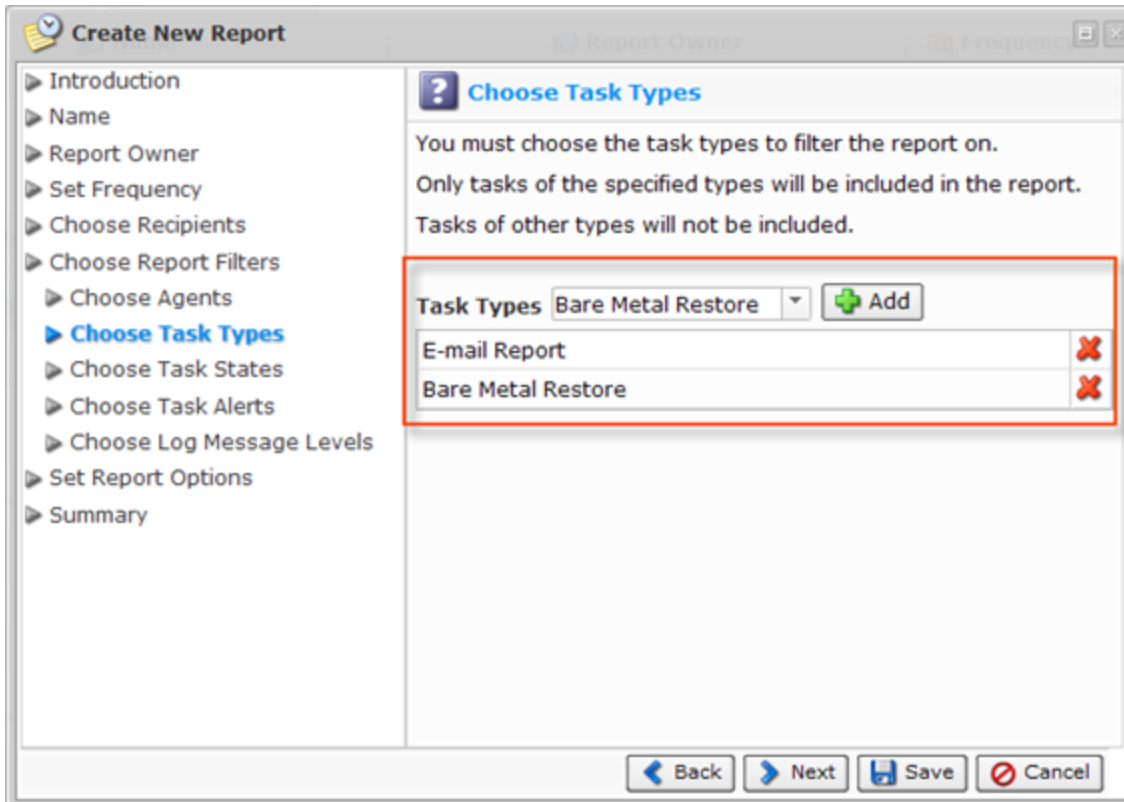 Create New Report
Name
Report Owner
Frequency
Introduction
Name
Report Owner
Set Frequency
Choose Recipients
Choose Report Filters
Choose Agents
Choose Task Types
Choose Task States
Choose Task Alerts
Choose Log Message Levels
Set Report Options
Summary
? Choose Task Types
You must choose the task types to filter the report on.
Only tasks of the specified types will be included in the report.
Tasks of other types will not be included.
Task Types Bare Metal Restore Add
E-mail Report
Bare Metal Restore
Back Next Save Cancel